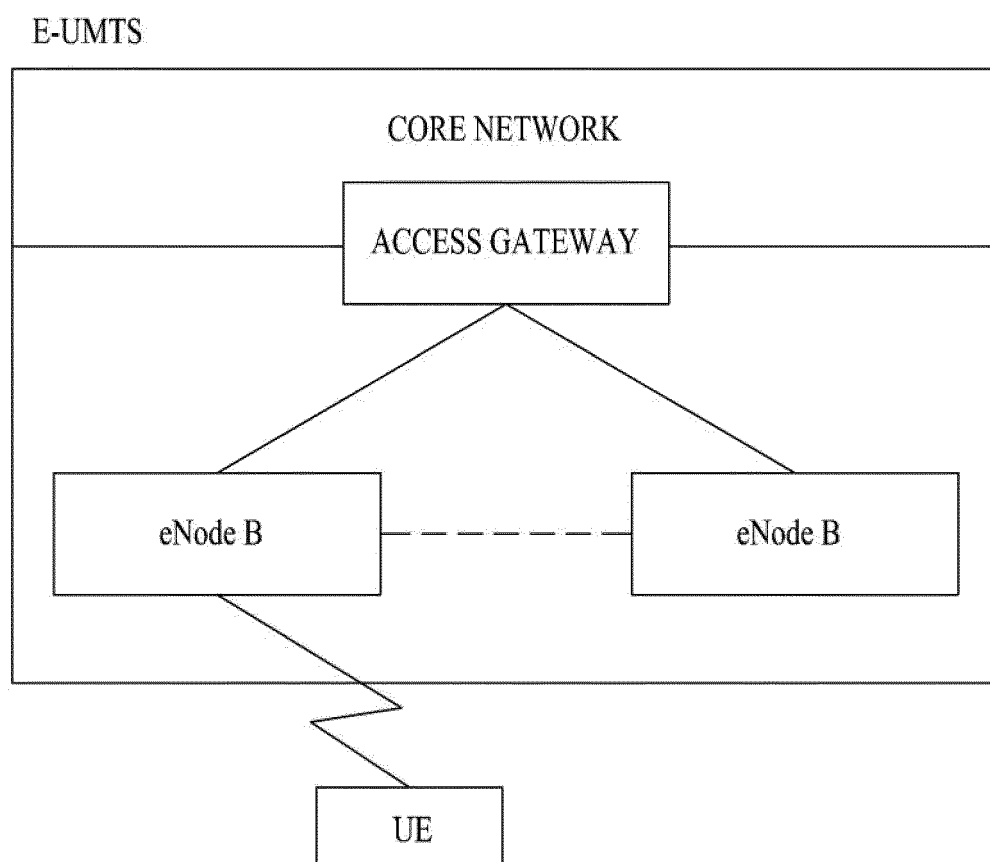 E-UMTS
CORE NETWORK
ACCESS GATEWAY
eNode B
eNode B
UE